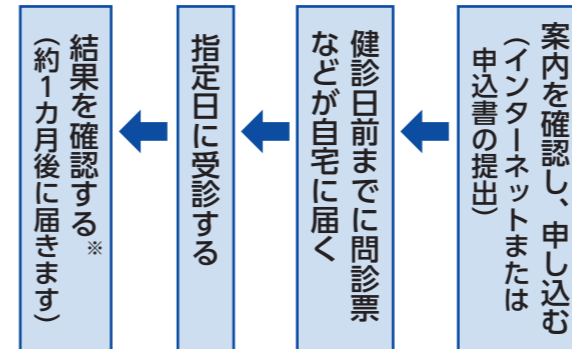 案内を確認し、申し込む
（インターネットまたは
申込書の提出）
健診日前までに問診票
などが自宅に届く
指定日に受診する
結果を確認する※
（約1カ月後に届きます）